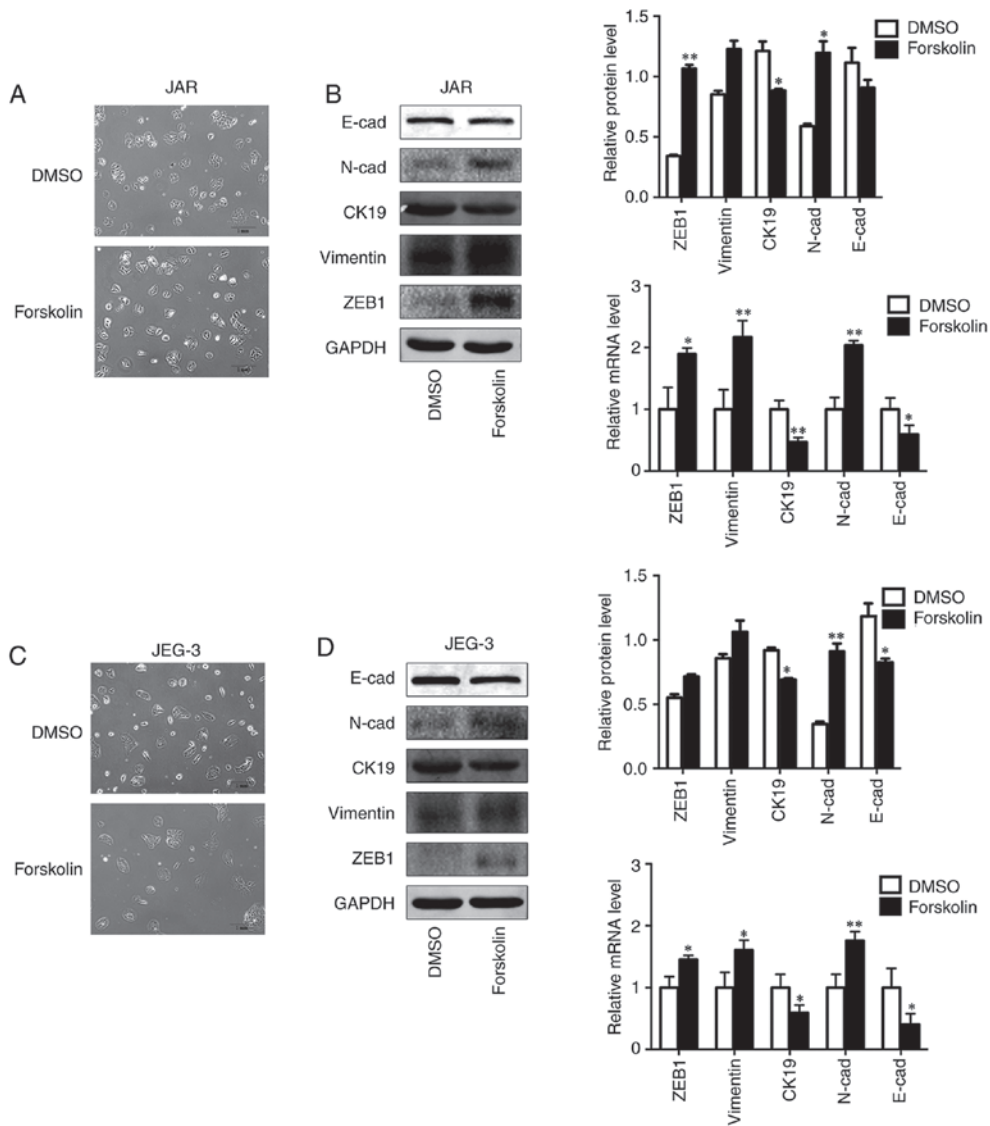 A
JAR
DMSO
Forskolin
B
JAR
E-cad
N-cad
CK19
Vimentin
ZEB1
GAPDH
DMSO
Forskolin
Relative protein level
1.5
1.0
0.5
0.0
DMSO
Forskolin
**
*
*
ZEB1
Vimentin
CK19
N-cad
E-cad
Relative mRNA level
3
2
1
0
DMSO
Forskolin
*
**
**
**
*
ZEB1
Vimentin
CK19
N-cad
E-cad
C
JEG-3
DMSO
Forskolin
D
JEG-3
E-cad
N-cad
CK19
Vimentin
ZEB1
GAPDH
DMSO
Forskolin
Relative protein level
1.5
1.0
0.5
0.0
DMSO
Forskolin
*
**
*
ZEB1
Vimentin
CK19
N-cad
E-cad
Relative mRNA level
3
2
1
0
DMSO
Forskolin
*
*
*
**
*
ZEB1
Vimentin
CK19
N-cad
E-cad